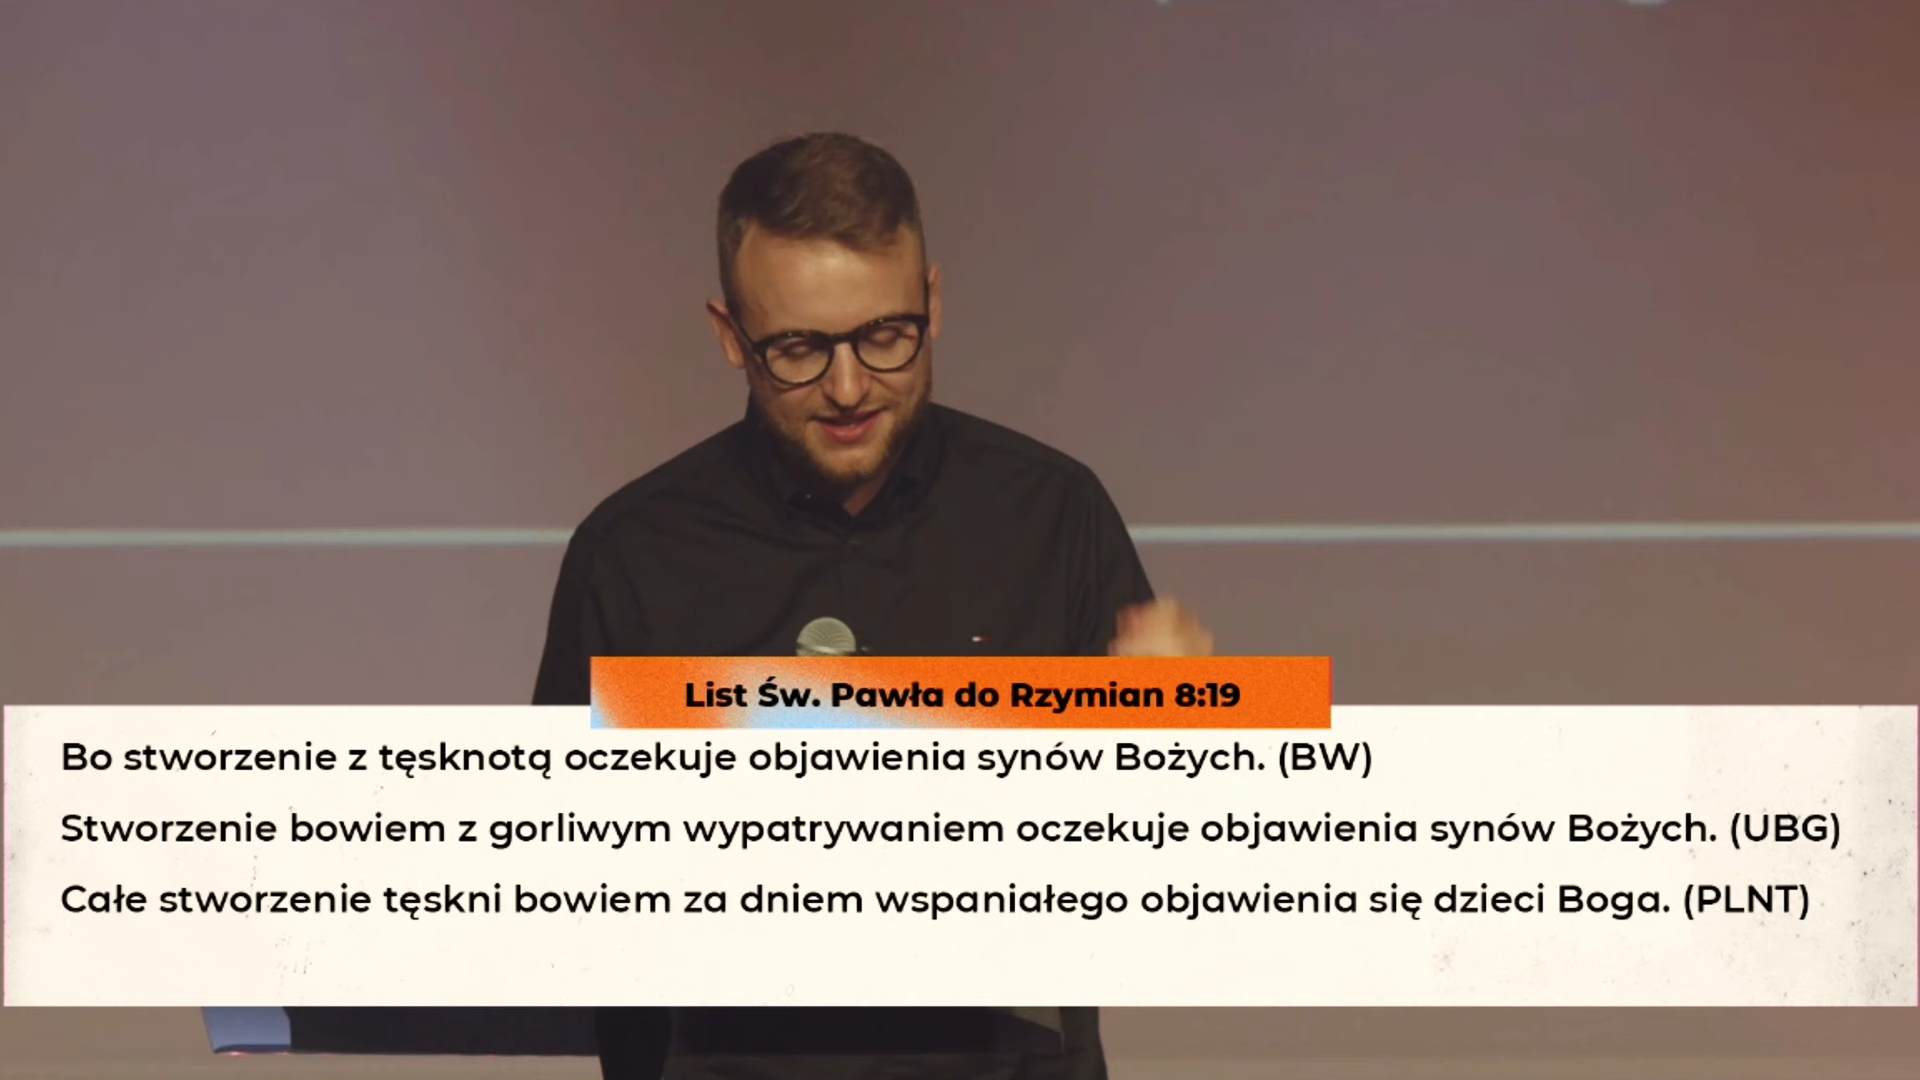 List Św. Pawła do Rzymian 8:19
Bo stworzenie z tęsknotą oczekuje objawienia synów Bożych. (BW)
Stworzenie bowiem z gorliwym wypatrywaniem oczekuje objawienia synów Bożych. (UBG)
Całe stworzenie tęskni bowiem za dniem wspaniałego objawienia się dzieci Boga. (PLNT)